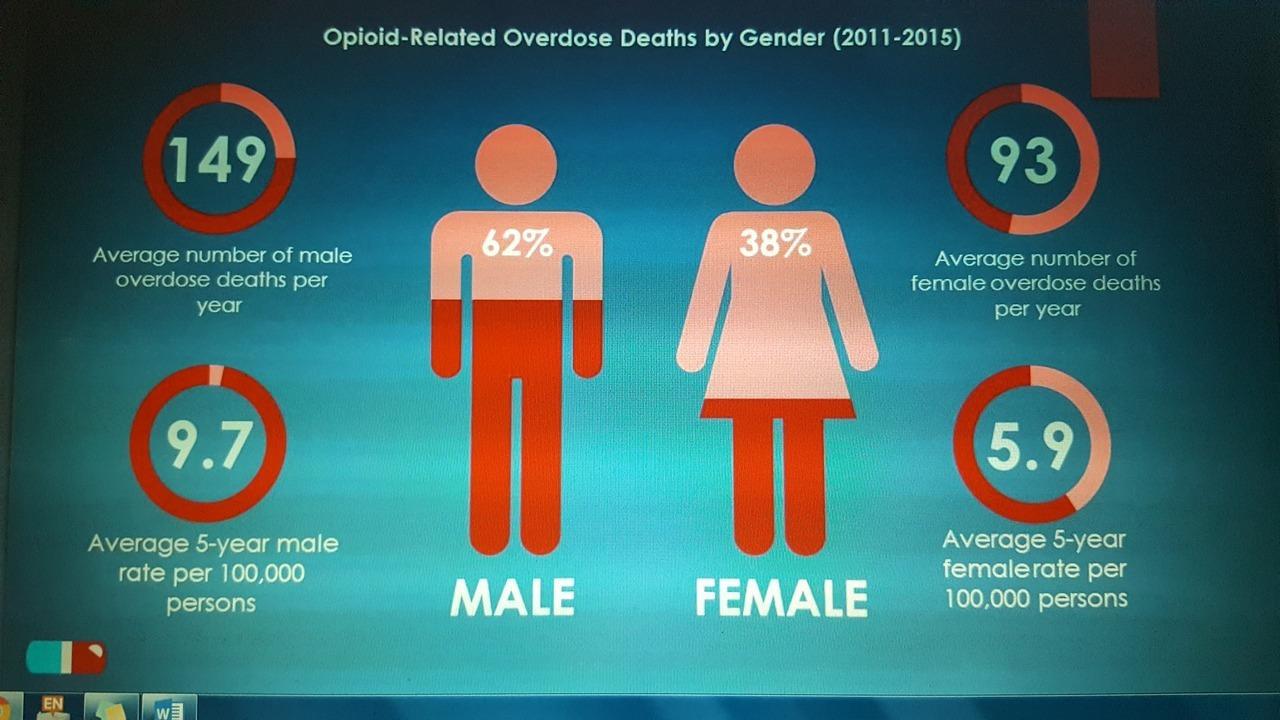 Opioid-Related Overdose Deaths by Gender (2011-2015)
149
Average number of male
overdose deaths per
year
9.7
Average 5-year male
rate per 100,000
persons
62%
MALE
38%
FEMALE
93
Average number of
female overdose deaths
per year
5.9
Average 5-year
female rate per
100,000 persons
EN
W